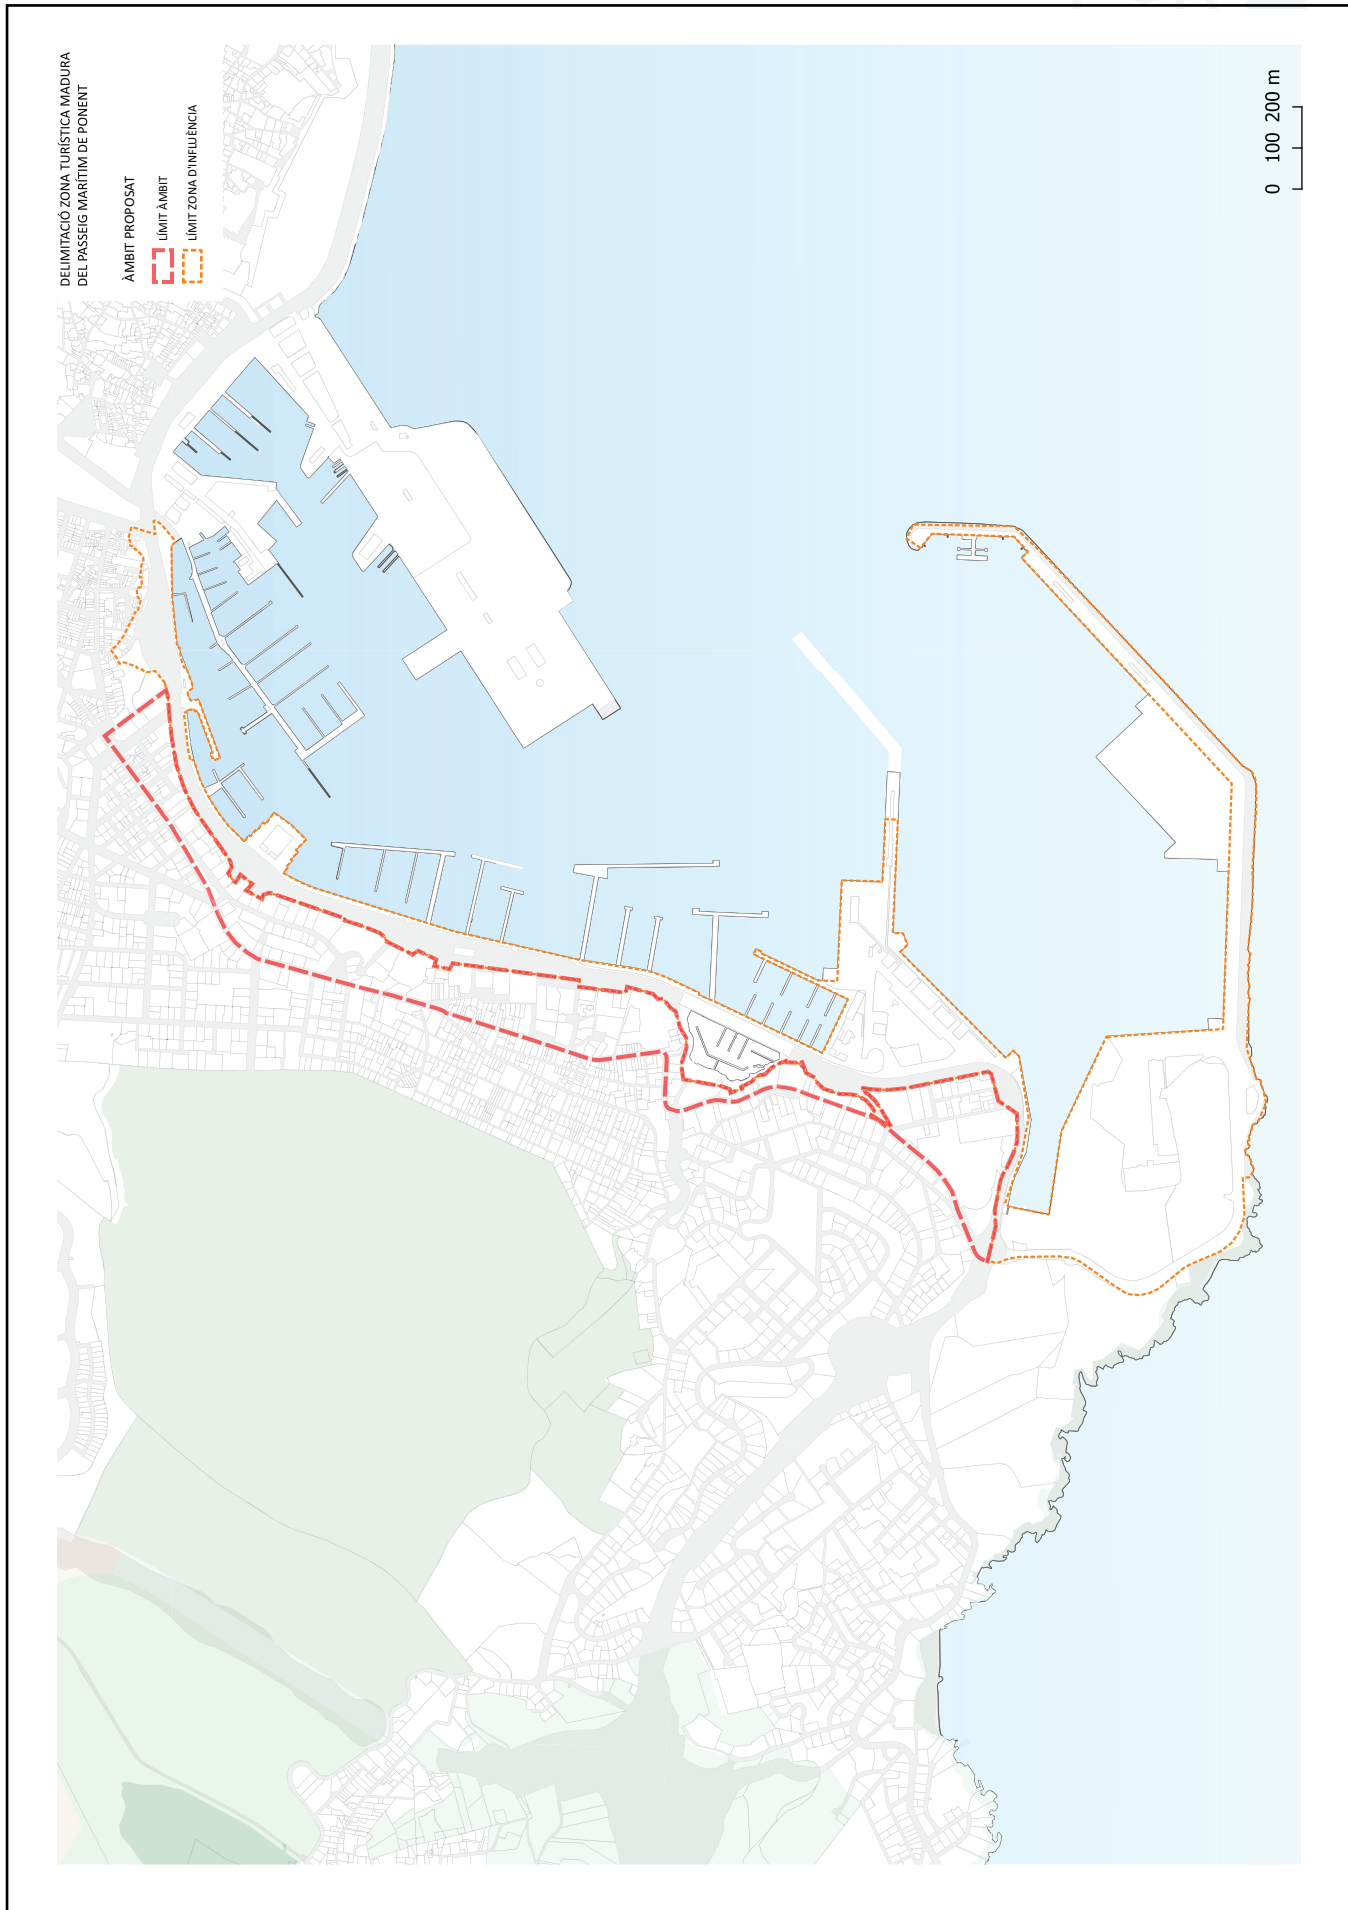 DELIMITACIÓ ZONA TURÍSTICA MADURA
DEL PASSEIG MARÍTIM DE PONENT
ÀMBIT PROPOSAT
LÍMIT ÀMBIT
LÍMIT ZONA D'INFLUÈNCIA
0 100 200 m